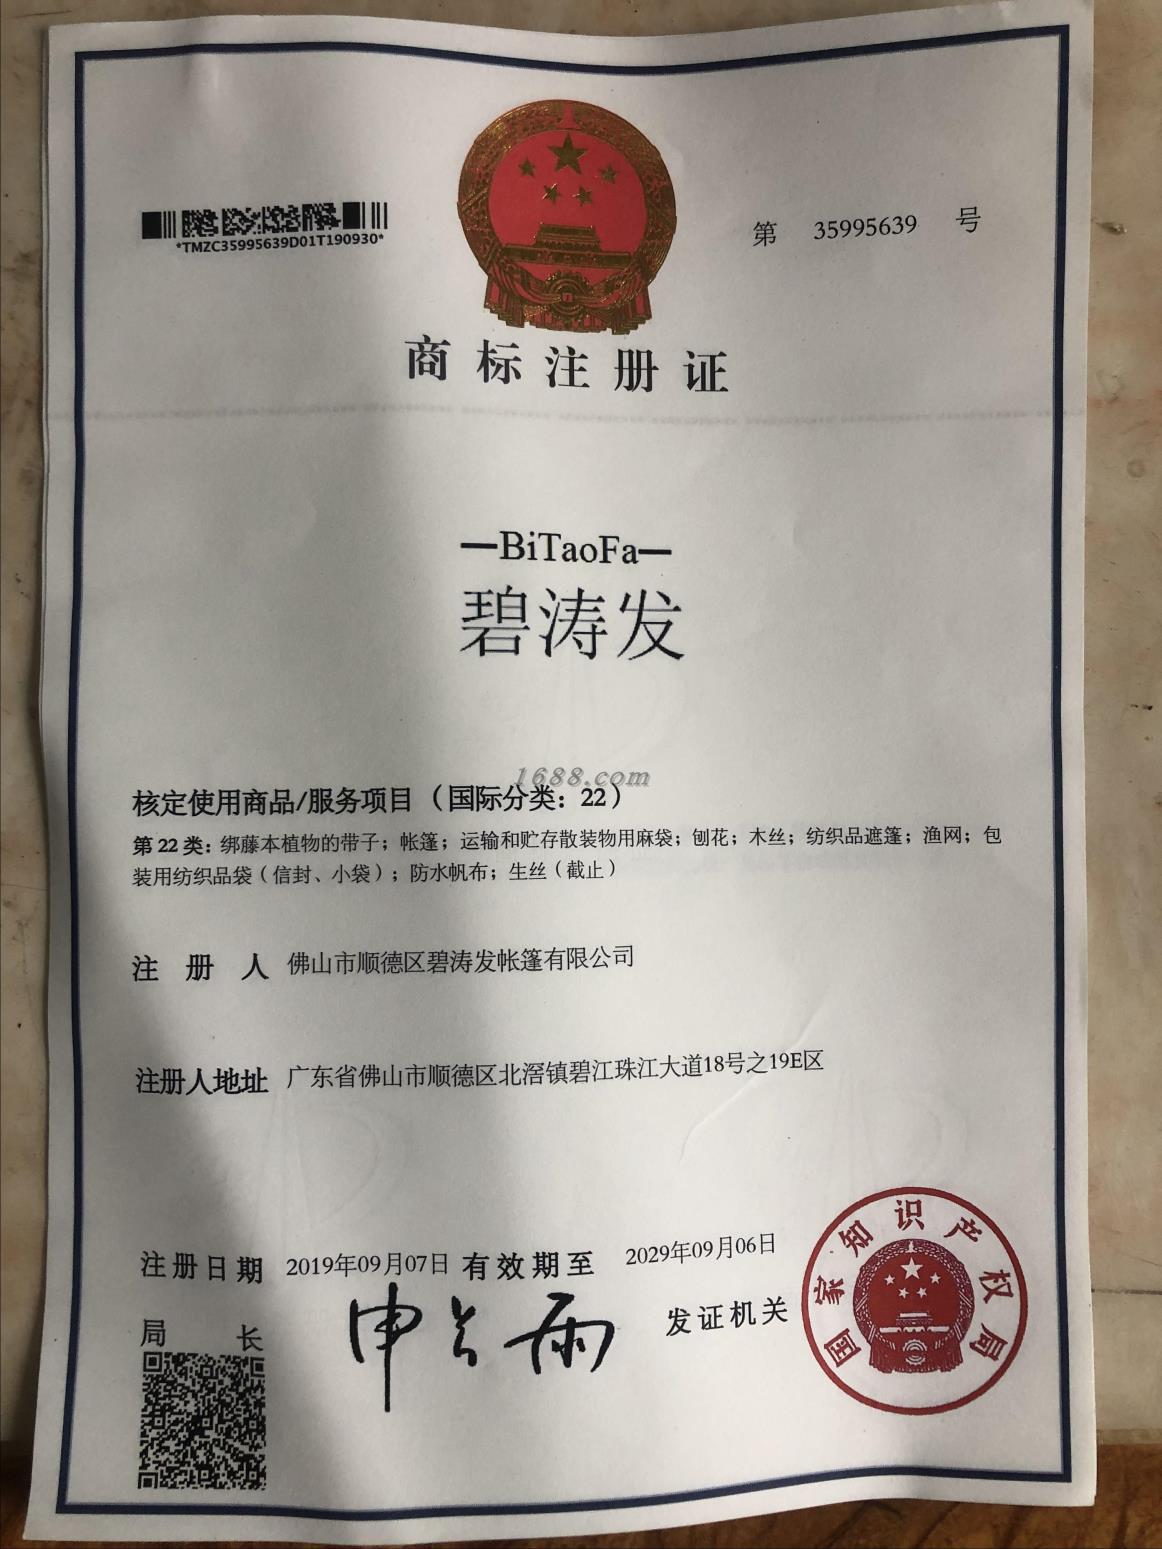 *TMZC35995639D01T190930*
第 35995639 号
商标注册证
—BiTaoFa—
碧涛发
1688.com
核定使用商品/服务项目（国际分类：22）
第22类：绑藤本植物的带子；帐篷；运输和贮存散装物用麻袋；刨花；木丝；纺织品遮篷；渔网；包
装用纺织品袋（信封、小袋）；防水帆布；生丝（截止）
注册人 佛山市顺德区碧涛发帐篷有限公司
注册人地址 广东省佛山市顺德区北滘镇碧江珠江大道18号之19E区
注册日期 2019年09月07日 有效期至 2029年09月06日
局长 申长雨 发证机关
国家知识产权局